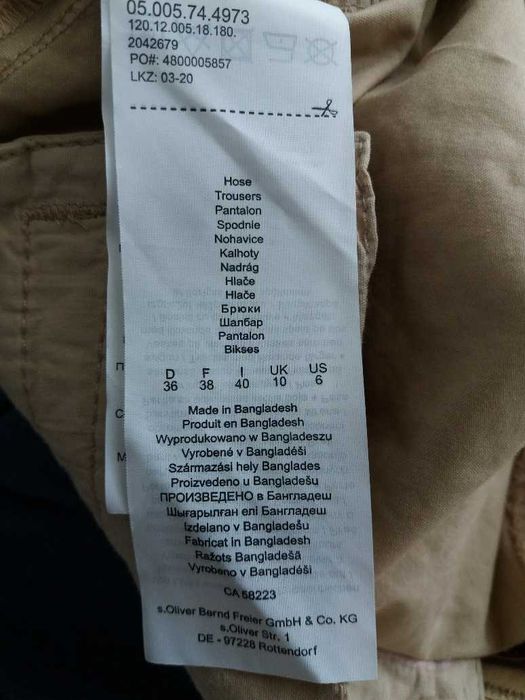 05.005.74.4973
120.12.005.18.180.
2042679
PO#: 4800005857
LKZ: 03-20
Hose
Trousers
Pantalon
Spodnie
Nohavice
Kalhoty
Nadrág
Hlače
Hlače
Брюки
Шалбар
Pantalon
Bikses
D F I UK US
36 38 40 10 6
Made in Bangladesh
Produit en Bangladesh
Wyprodukowano w Bangladeszu
Vyrobené v Bangladéši
Származási hely Banglades
Proizvedeno u Bangladešu
ПРОИЗВЕДЕНО в Бангладеш
Шығарылған елі Бангладеш
Izdelano v Bangladešu
Fabricat in Bangladesh
Ražots Bangladešā
Vyrobeno v Bangladéši
CA 58223
s.Oliver Bernd Freier GmbH & Co. KG
s.Oliver Str. 1
DE - 97228 Rottendorf